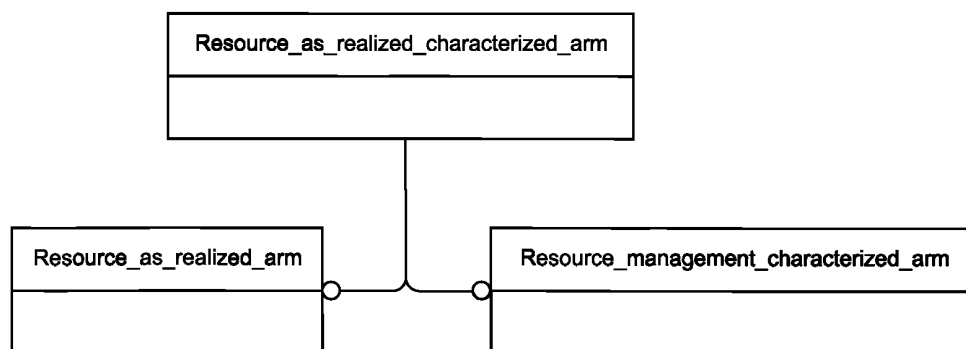 Resource_as_realized_characterized_arm
Resource_as_realized_arm
Resource_management_characterized_arm